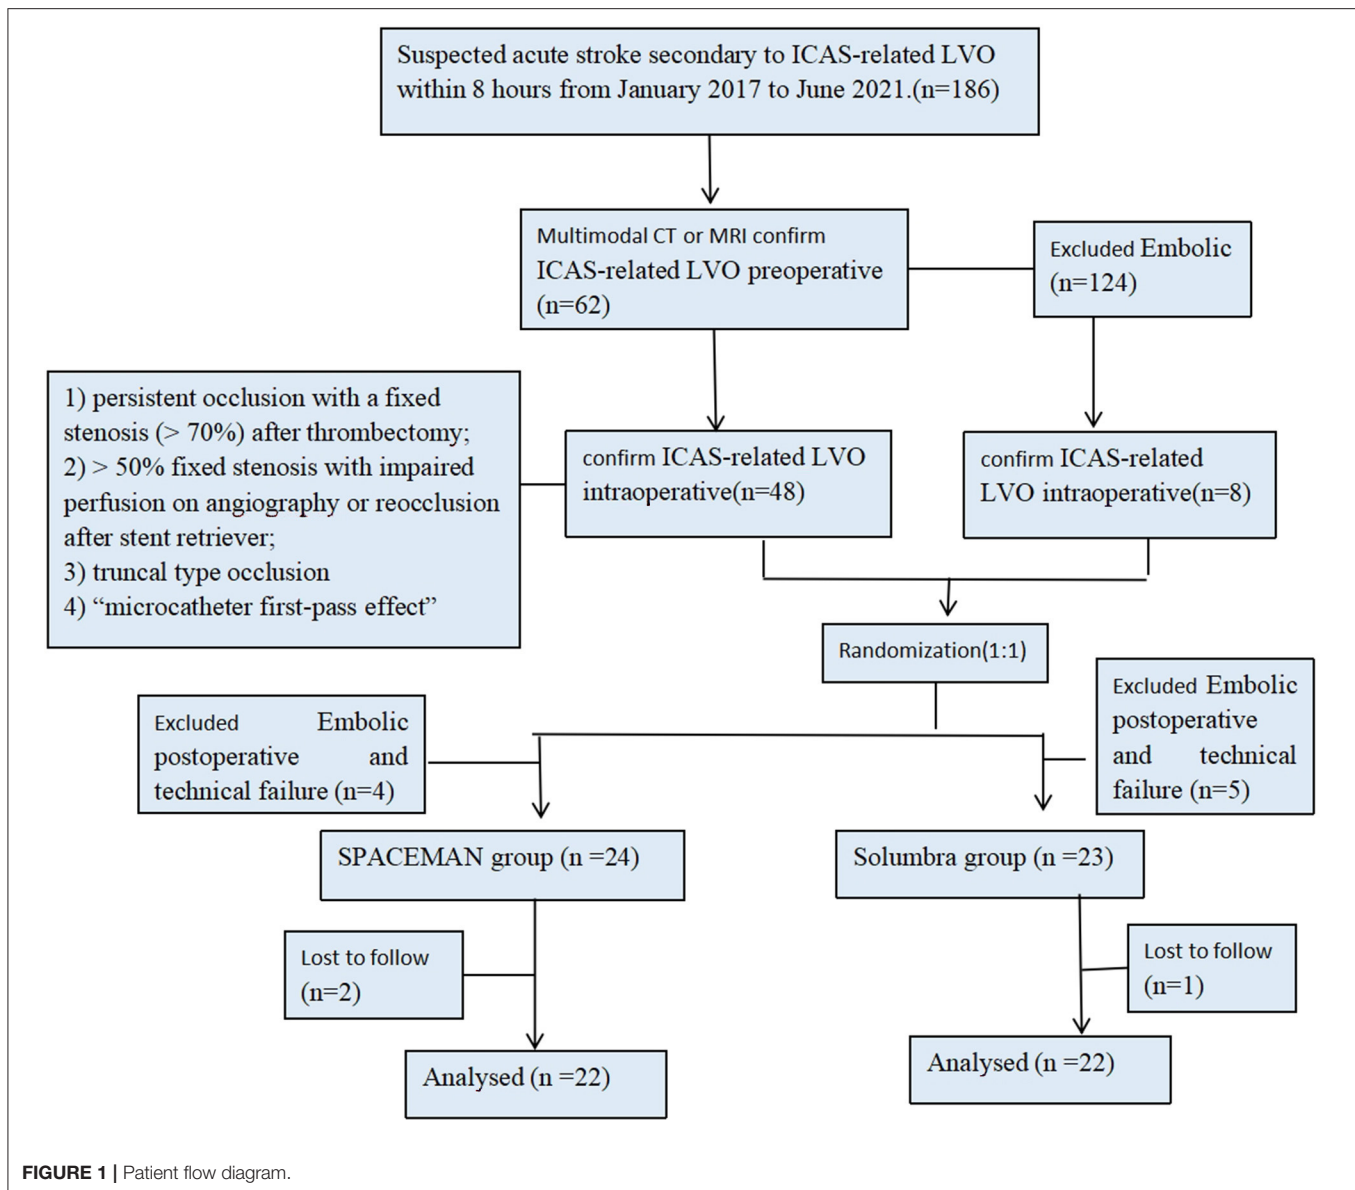 Suspected acute stroke secondary to ICAS-related LVO
within 8 hours from January 2017 to June 2021.(n=186)
Multimodal CT or MRI confirm
ICAS-related LVO preoperative
(n=62)
Excluded Embolic
(n=124)
1) persistent occlusion with a fixed
stenosis (> 70%) after thrombectomy;
2) > 50% fixed stenosis with impaired
perfusion on angiography or reocclusion
after stent retriever;
3) truncal type occlusion
4) “microcatheter first-pass effect”
confirm ICAS-related LVO
intraoperative(n=48)
confirm ICAS-related
LVO intraoperative(n=8)
Randomization(1:1)
Excluded Embolic
postoperative and
technical failure (n=4)
Excluded Embolic
postoperative
and technical
failure (n=5)
SPACEMAN group (n =24)
Solumbra group (n =23)
Lost to follow
(n=2)
Lost to follow
(n=1)
Analysed (n =22)
Analysed (n =22)
FIGURE 1 | Patient flow diagram.